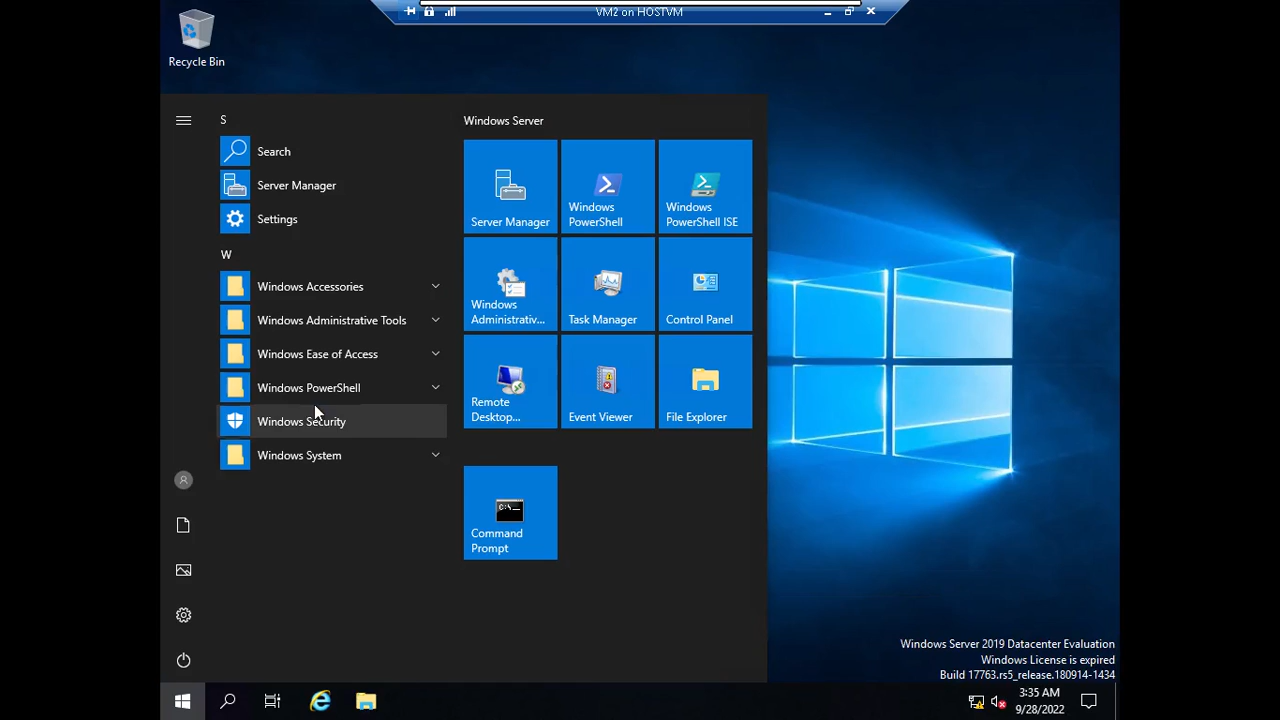 VM2 on HOSTVM
Recycle Bin
S
Search
Server Manager
Settings
W
Windows Accessories
Windows Administrative Tools
Windows Ease of Access
Windows PowerShell
Windows Security
Windows System
Windows Server
Server Manager
Windows
PowerShell
Windows
PowerShell ISE
Windows
Administrativ...
Task Manager
Control Panel
Remote
Desktop...
Event Viewer
File Explorer
C:\_
Command
Prompt
Windows Server 2019 Datacenter Evaluation
Windows License is expired
Build 17763.rs5_release.180914-1434
3:35 AM
9/28/2022